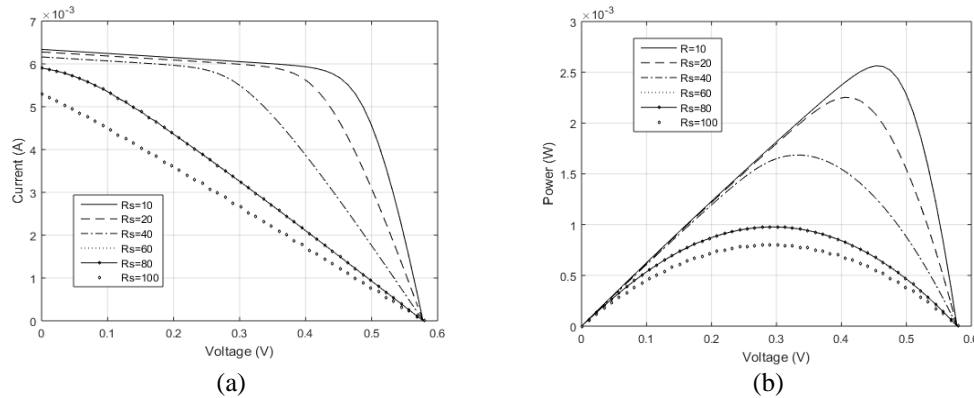 ×10⁻³
7
6
5
4
3
2
1
0
Current (A)
Rs=10
Rs=20
Rs=40
Rs=60
Rs=80
Rs=100
0 0.1 0.2 0.3 0.4 0.5 0.6
Voltage (V)
(a)
×10⁻³
3
2.5
2
1.5
1
0.5
0
Power (W)
R=10
Rs=20
Rs=40
Rs=60
Rs=80
Rs=100
0 0.1 0.2 0.3 0.4 0.5 0.6
Voltage (V)
(b)